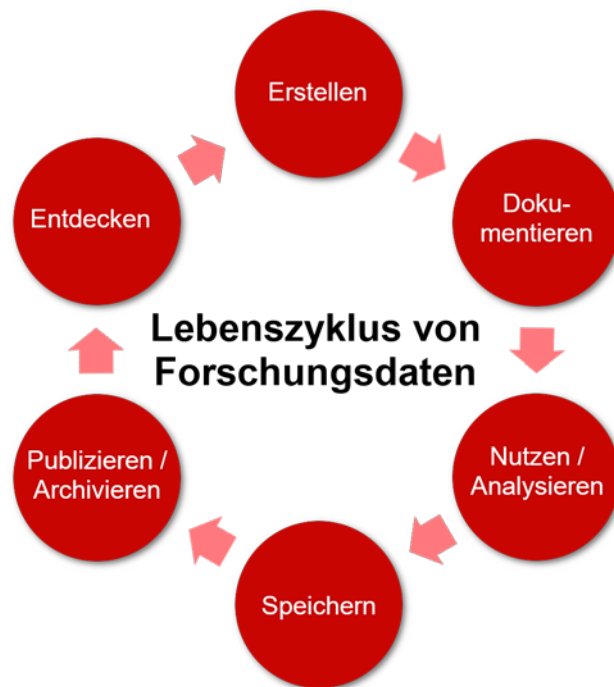 Erstellen
Doku-
mentieren
Nutzen /
Analysieren
Speichern
Publizieren /
Archivieren
Entdecken
Lebenszyklus von
Forschungsdaten